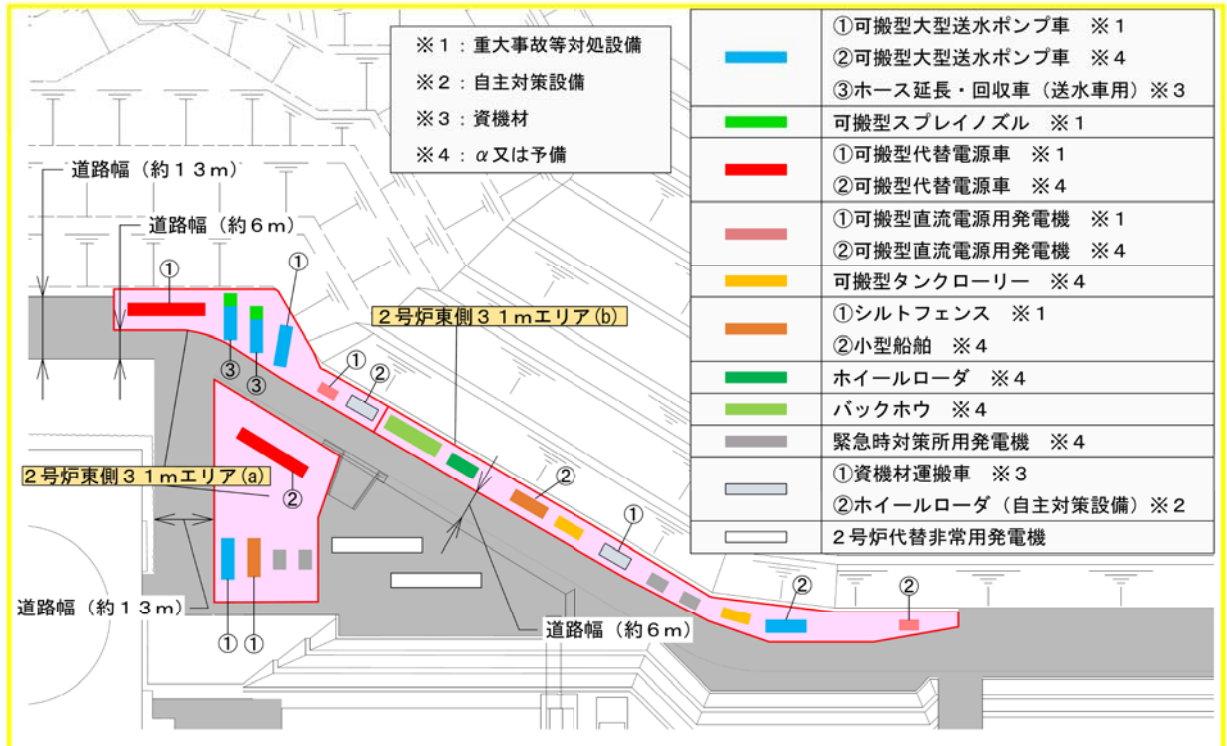 ※1：重大事故等対処設備
※2：自主対策設備
※3：資機材
※4：α又は予備
①可搬型大型送水ポンプ車　※1
②可搬型大型送水ポンプ車　※4
③ホース延長・回収車（送水車用）※3
可搬型スプレイノズル　※1
①可搬型代替電源車　※1
②可搬型代替電源車　※4
①可搬型直流電源用発電機　※1
②可搬型直流電源用発電機　※4
可搬型タンクローリー　※4
①シルトフェンス　※1
②小型船舶　※4
ホイールローダ　※4
バックホウ　※4
緊急時対策所用発電機　※4
①資機材運搬車　※3
②ホイールローダ（自主対策設備）※2
2号炉代替非常用発電機
道路幅（約13m）
道路幅（約6m）
①
①
③
③
2号炉東側31mエリア(b)
①
②
2号炉東側31mエリア(a)
②
②
①
道路幅（約13m）
①
①
道路幅（約6m）
②
②